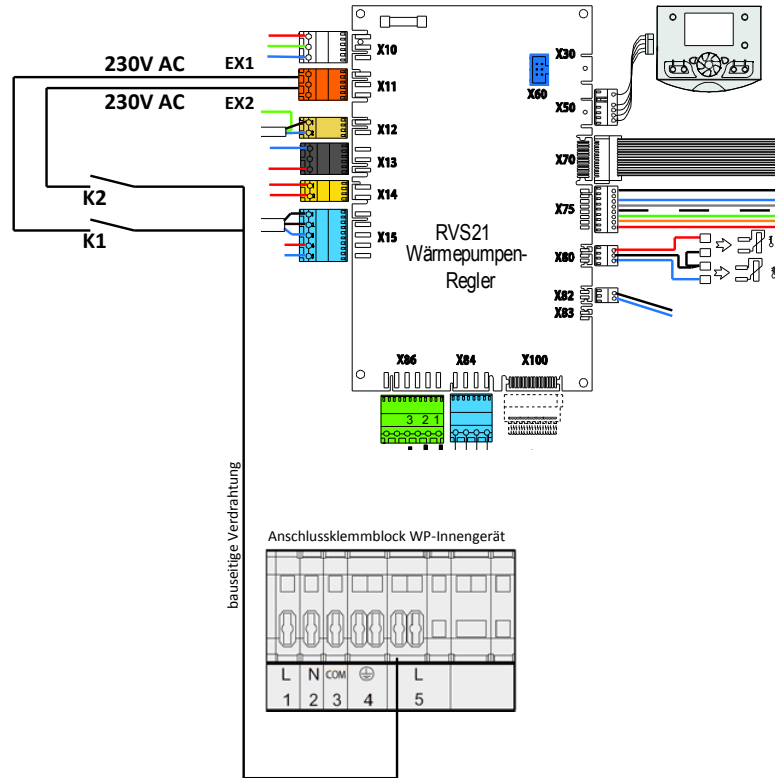 230V AC EX1
230V AC EX2
K2
K1
X10
X11
X12
X13
X14
X15
X30
X60
X50
X70
X75
X80
X82
X83
RVS21
Wärmepumpen-
Regler
X86 X84 X100
3 2 1
bauseitige Verdrahtung
Anschlussklemmblock WP-Innengerät
L N COM L
1 2 3 4 5